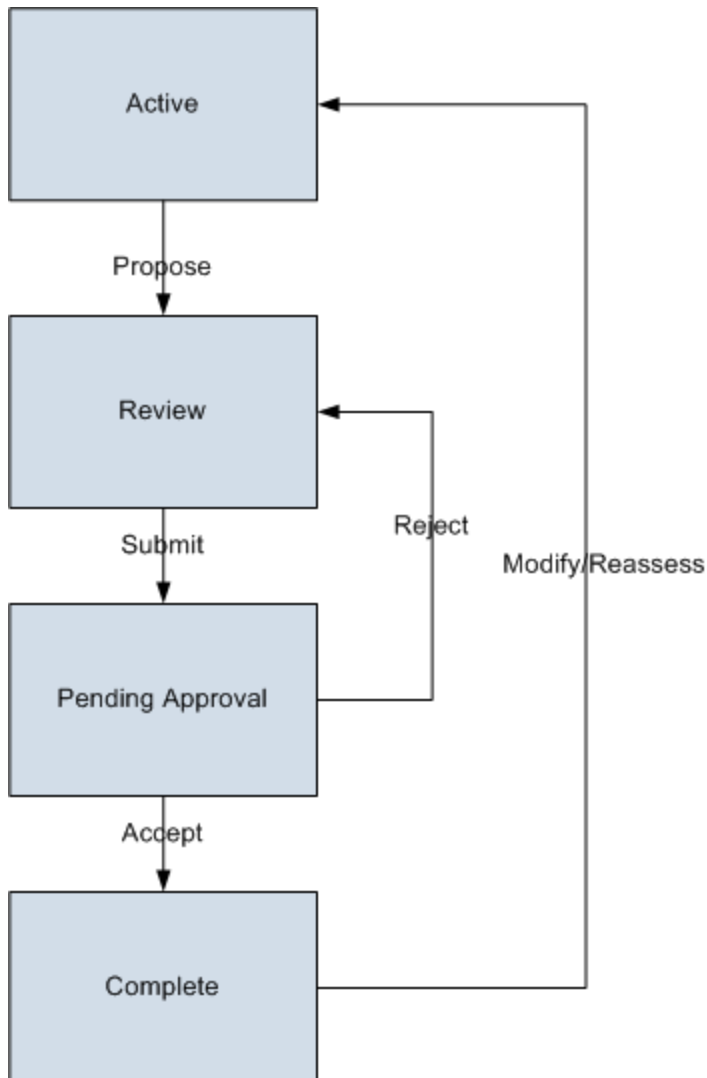 Active
Propose
Review
Reject
Submit
Modify/Reassess
Pending Approval
Accept
Complete